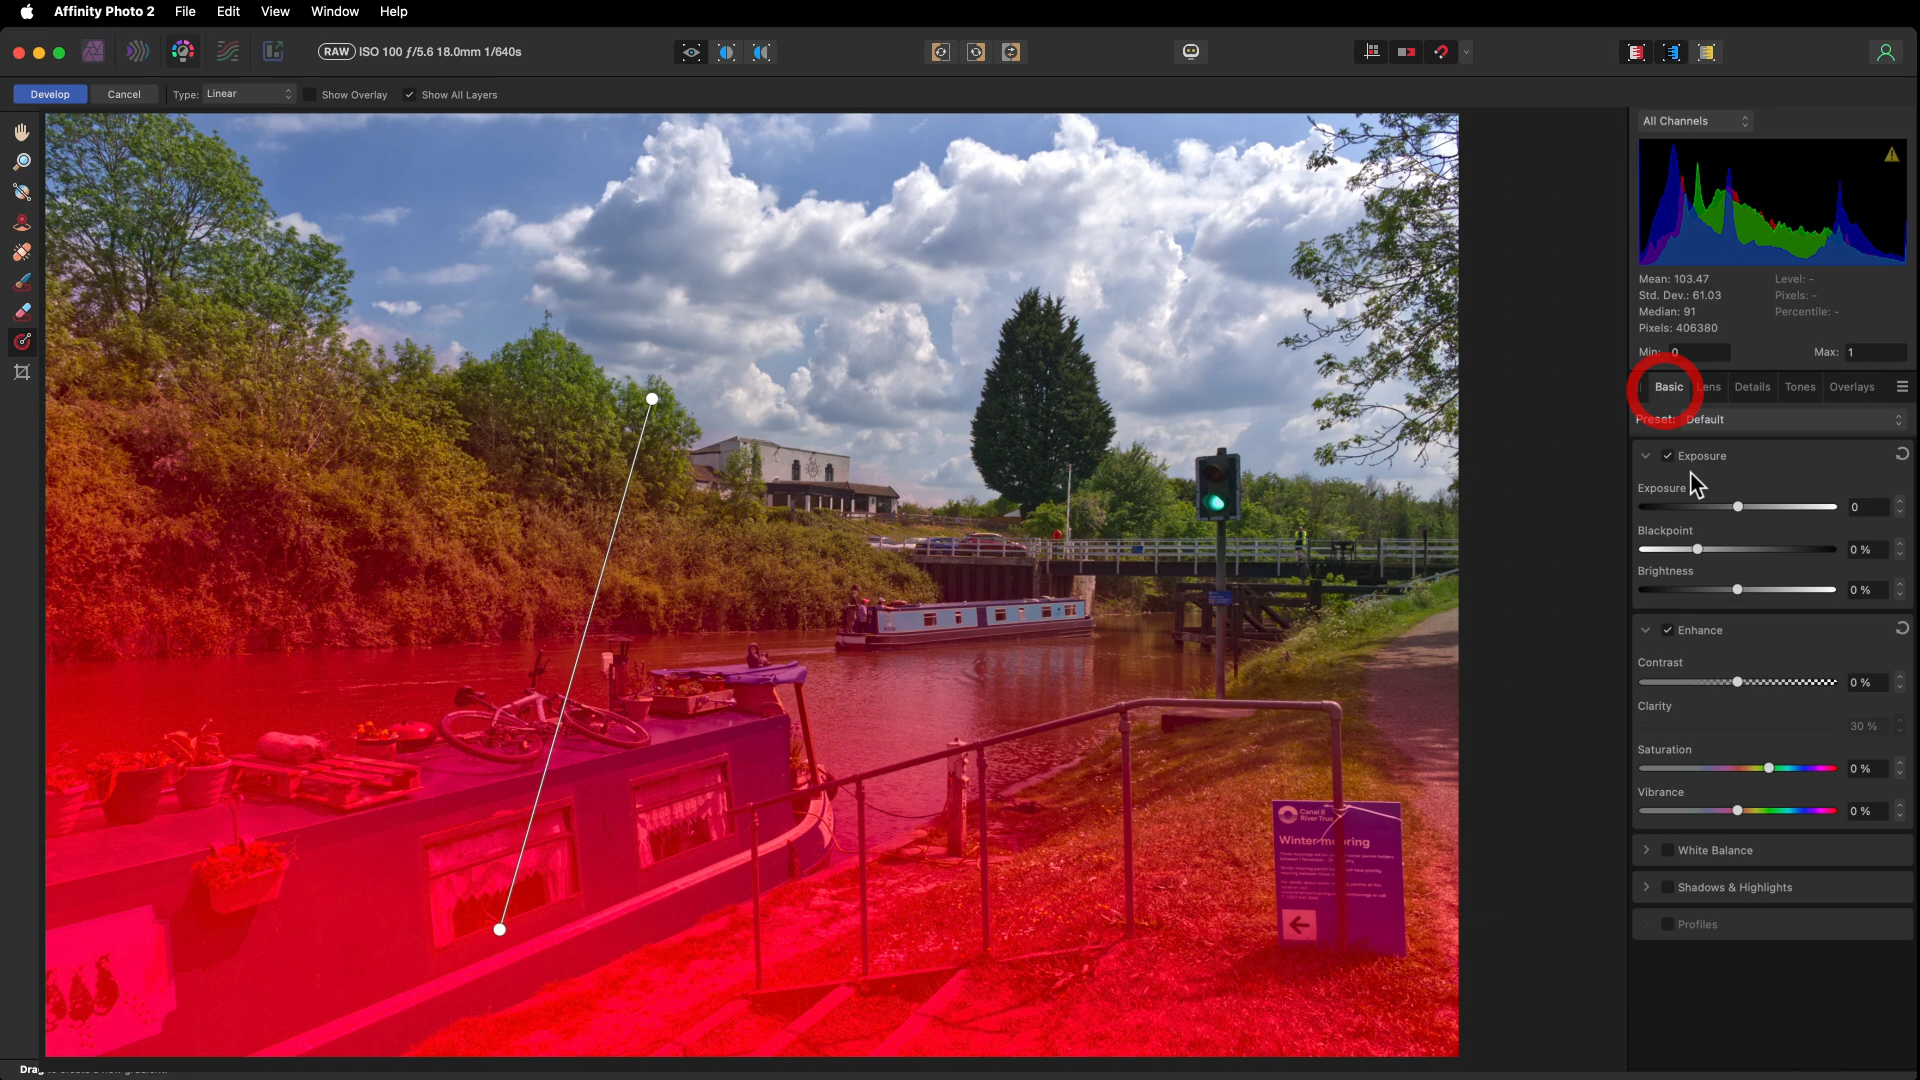 Affinity Photo 2 File Edit View Window Help
RAW ISO 100 ƒ/5.6 18.0mm 1/640s
Develop Cancel Type: Linear Show Overlay Show All Layers
All Channels
Mean: 103.47 Level: -
Std. Dev.: 61.03 Pixels: -
Median: 91 Percentile: -
Pixels: 406380
Min: 0 Max: 1
Basic Lens Details Tones Overlays
Preset: Default
Exposure
Exposure
0
Blackpoint
0 %
Brightness
0 %
Enhance
Contrast
0 %
Clarity
30 %
Saturation
0 %
Vibrance
0 %
White Balance
Shadows & Highlights
Profiles
Canal &
River Trust
Winter mooring
Drag